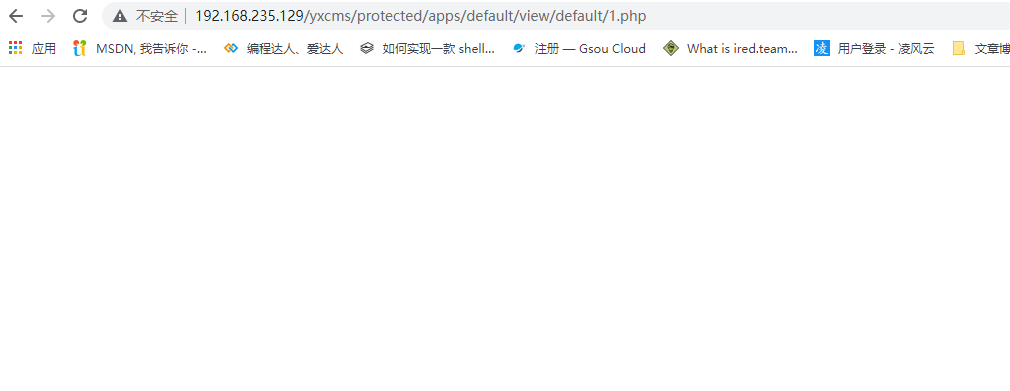 不安全 192.168.235.129/yxcms/protected/apps/default/view/default/1.php
应用 MSDN, 我告诉你 -... 编程达人、爱达人 如何实现一款 shell... 注册 — Gsou Cloud What is ired.team... 凌 用户登录 - 凌风云 文章博